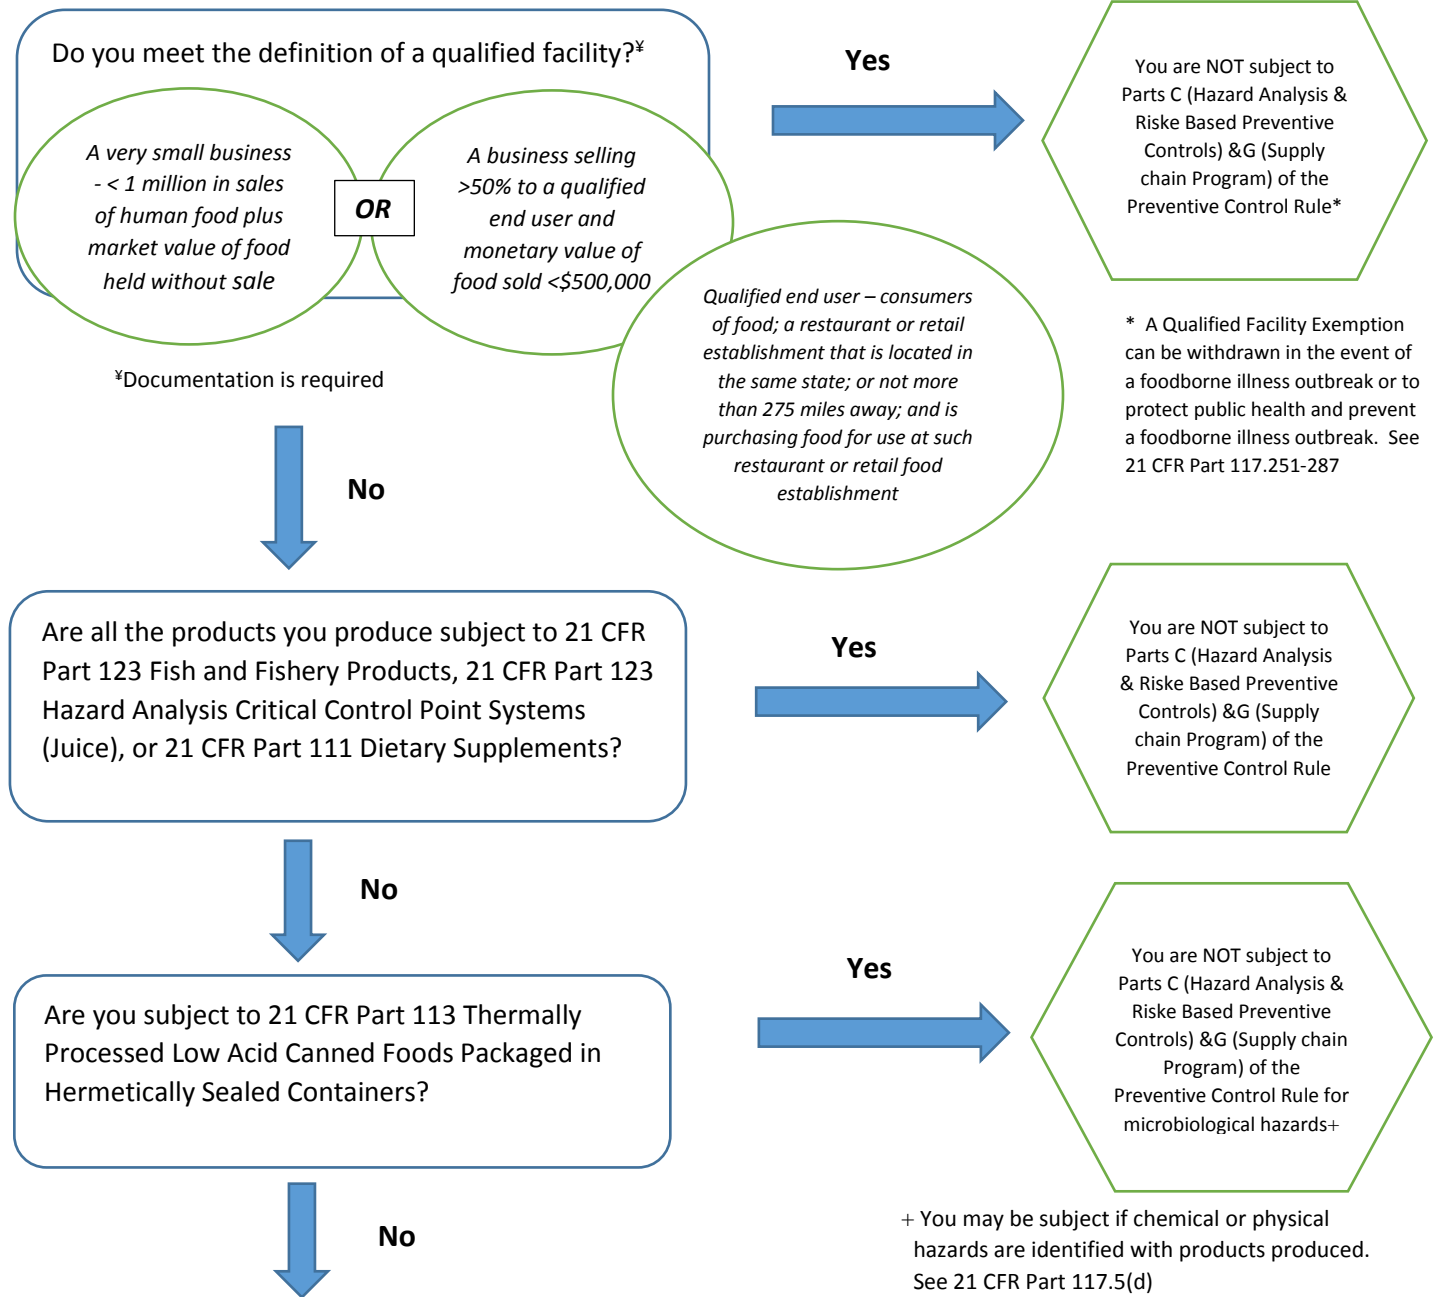 Do you meet the definition of a qualified facility?¥
A very small business
- < 1 million in sales
of human food plus
market value of food
held without sale
OR
A business selling
>50% to a qualified
end user and
monetary value of
food sold <$500,000
Qualified end user – consumers
of food; a restaurant or retail
establishment that is located in
the same state; or not more
than 275 miles away; and is
purchasing food for use at such
restaurant or retail food
establishment
Yes
You are NOT subject to
Parts C (Hazard Analysis &
Riske Based Preventive
Controls) &G (Supply
chain Program) of the
Preventive Control Rule*
* A Qualified Facility Exemption
can be withdrawn in the event of
a foodborne illness outbreak or to
protect public health and prevent
a foodborne illness outbreak. See
21 CFR Part 117.251-287
¥Documentation is required
No
Are all the products you produce subject to 21 CFR
Part 123 Fish and Fishery Products, 21 CFR Part 123
Hazard Analysis Critical Control Point Systems
(Juice), or 21 CFR Part 111 Dietary Supplements?
Yes
You are NOT subject to
Parts C (Hazard Analysis
& Riske Based Preventive
Controls) &G (Supply
chain Program) of the
Preventive Control Rule
No
Are you subject to 21 CFR Part 113 Thermally
Processed Low Acid Canned Foods Packaged in
Hermetically Sealed Containers?
Yes
You are NOT subject to
Parts C (Hazard Analysis &
Riske Based Preventive
Controls) &G (Supply chain
Program) of the
Preventive Control Rule for
microbiological hazards+
+ You may be subject if chemical or physical
hazards are identified with products produced.
See 21 CFR Part 117.5(d)
No